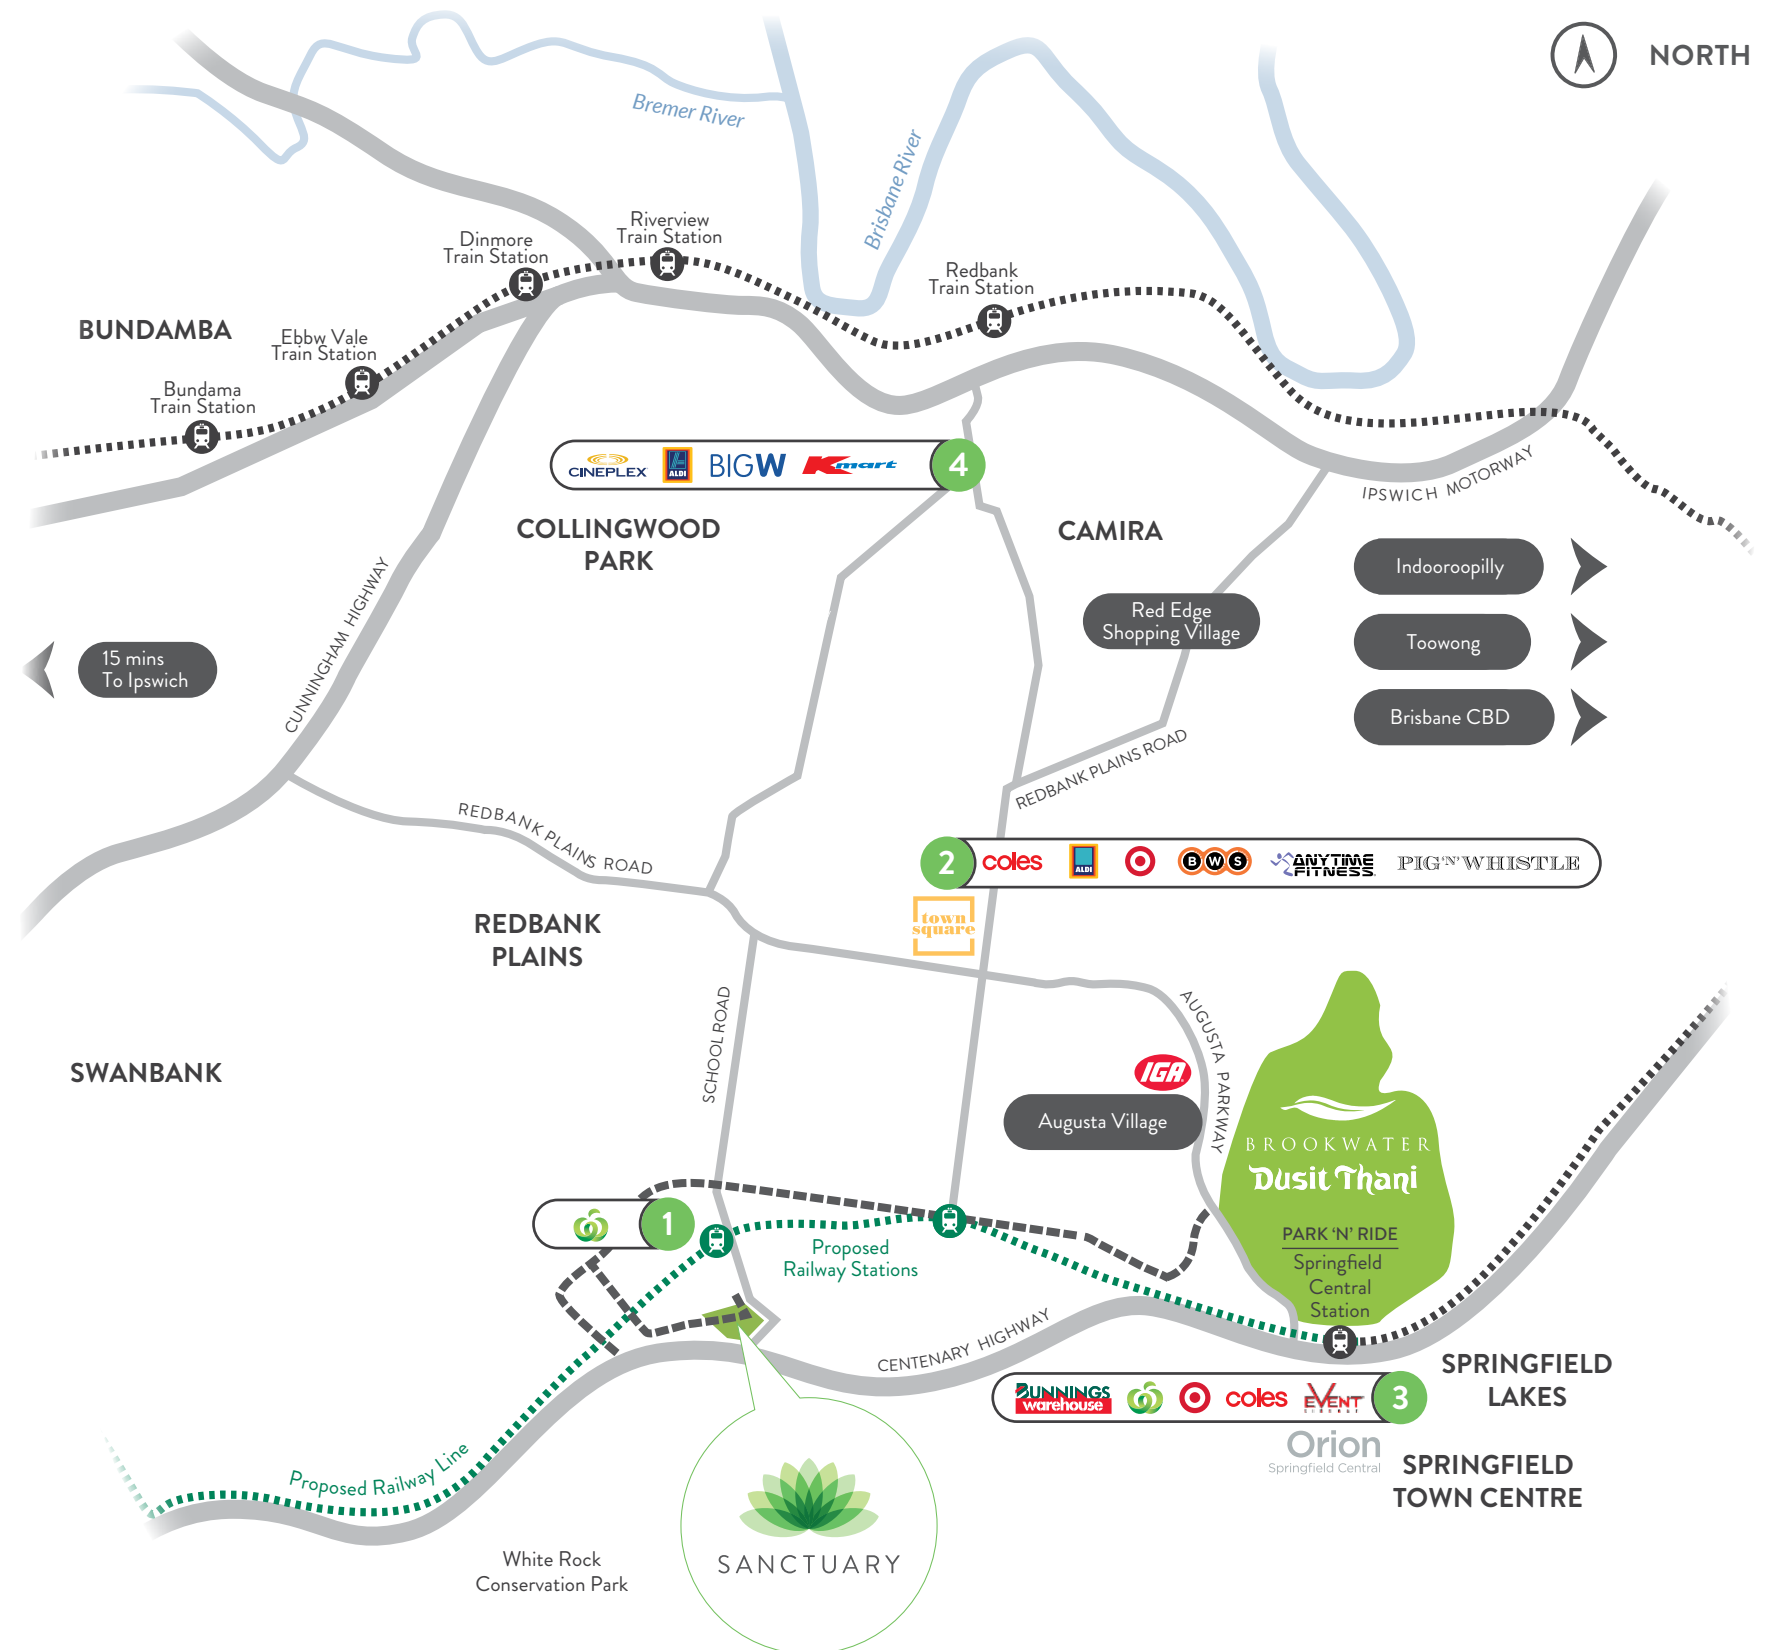 NORTH
Bremer River
Brisbane River
Riverview
Train Station
Dinmore
Train Station
Redbank
Train Station
BUNDAMBA
Ebbw Vale
Train Station
Bundama
Train Station
CINEPLEX
ALDI
BIGW
Kmart
4
IPSWICH MOTORWAY
COLLINGWOOD
PARK
CAMIRA
Indooroopilly
Red Edge
Shopping Village
Toowong
CUNNINGHAM HIGHWAY
15 mins
To Ipswich
Brisbane CBD
REDBANK PLAINS ROAD
REDBANK PLAINS ROAD
2
coles
ALDI
BWS
ANYTIME
FITNESS
PIG 'N' WHISTLE
town
square
REDBANK
PLAINS
SCHOOL ROAD
AUGUSTA PARKWAY
SWANBANK
IGA
Augusta Village
BROOKWATER
Dusit Thani
1
PARK 'N' RIDE
Springfield
Central
Station
Proposed
Railway Stations
CENTENARY HIGHWAY
SPRINGFIELD
LAKES
BUNNINGS
warehouse
coles
EVENT
3
Orion
Springfield Central
SPRINGFIELD
TOWN CENTRE
Proposed Railway Line
White Rock
Conservation Park
SANCTUARY